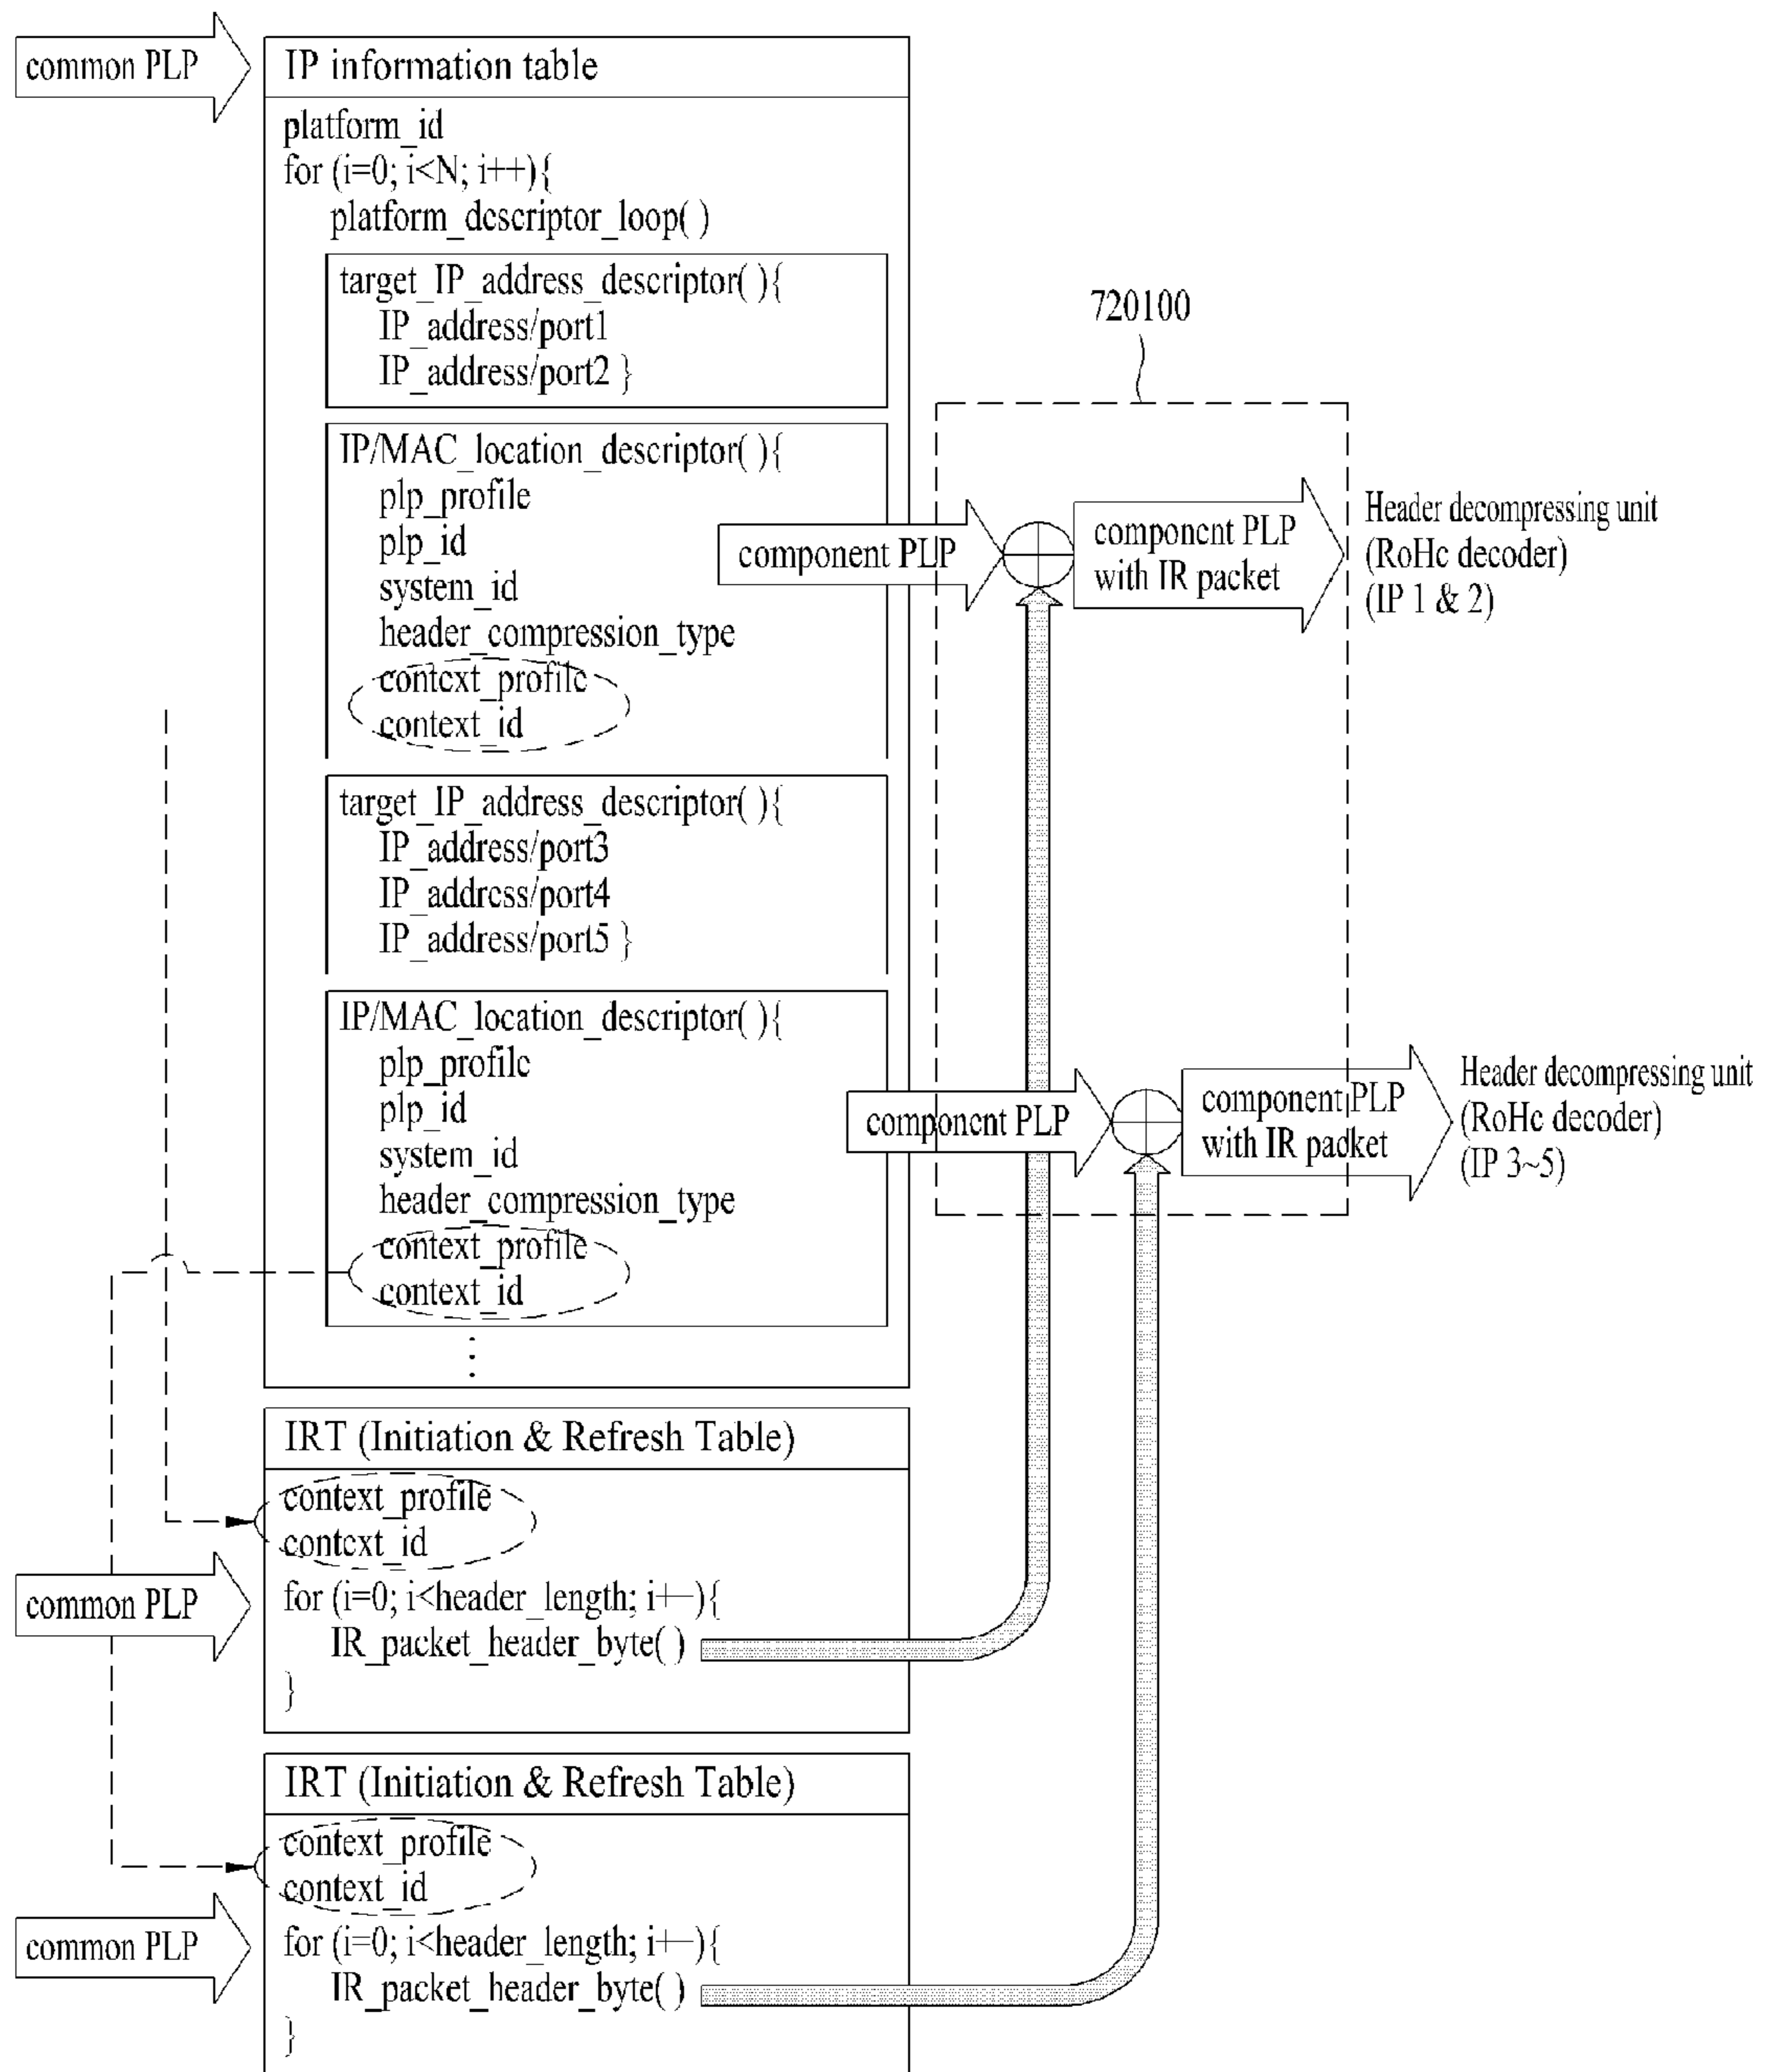 common PLP
IP information table
platform_id
for (i=0; i<N; i++){
platform_descriptor_loop( )
target_IP_address_descriptor( ){
IP_address/port1
IP_address/port2 }
720100
IP/MAC_location_descriptor( ){
plp_profile
plp_id
system_id
header_compression_type
context_profile
context_id
component PLP
component PLP
with IR packet
Header decompressing unit
(RoHc decoder)
(IP 1 & 2)
target_IP_address_descriptor( ){
IP_address/port3
IP_address/port4
IP_address/port5 }
IP/MAC_location_descriptor( ){
plp_profile
plp_id
system_id
header_compression_type
context_profile
context_id
component PLP
component PLP
with IR packet
Header decompressing unit
(RoHc decoder)
(IP 3~5)
IRT (Initiation & Refresh Table)
context_profile
context_id
common PLP
for (i=0; i<header_length; i++){
IR_packet_header_byte( )
}
IRT (Initiation & Refresh Table)
context_profile
context_id
common PLP
for (i=0; i<header_length; i++){
IR_packet_header_byte( )
}